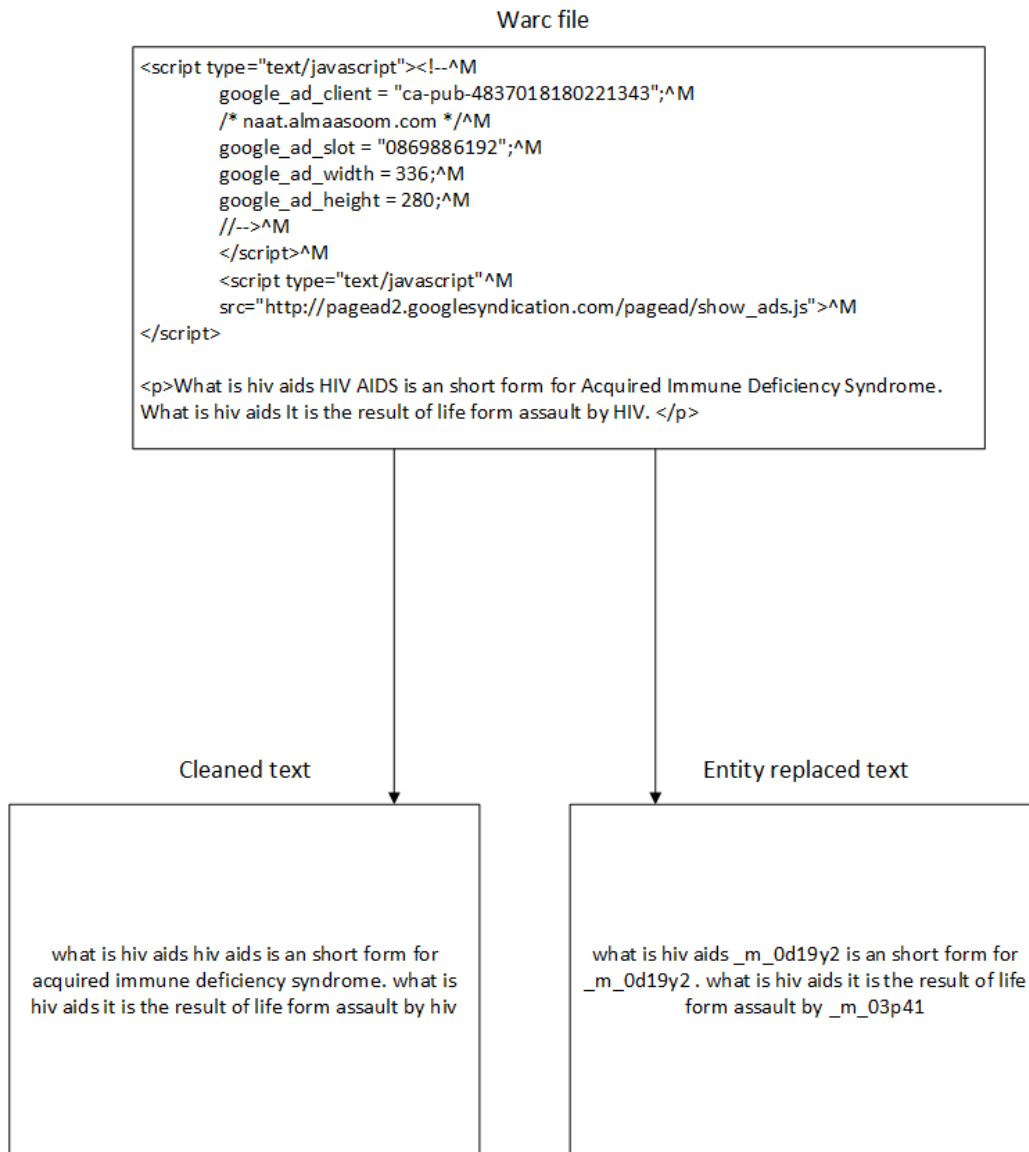 Warc file
<script type="text/javascript"><!--^M
google_ad_client = "ca-pub-4837018180221343";^M
/* naat.almaasoom.com */^M
google_ad_slot = "0869886192";^M
google_ad_width = 336;^M
google_ad_height = 280;^M
//-->^M
</script>^M
<script type="text/javascript"^M
src="http://pagead2.googlesyndication.com/pagead/show_ads.js">^M
</script>
<p>What is hiv aids HIV AIDS is an short form for Acquired Immune Deficiency Syndrome.
What is hiv aids It is the result of life form assault by HIV. </p>
Cleaned text
what is hiv aids hiv aids is an short form for
acquired immune deficiency syndrome. what is
hiv aids it is the result of life form assault by hiv
Entity replaced text
what is hiv aids _m_0d19y2 is an short form for
_m_0d19y2 . what is hiv aids it is the result of life
form assault by _m_03p41